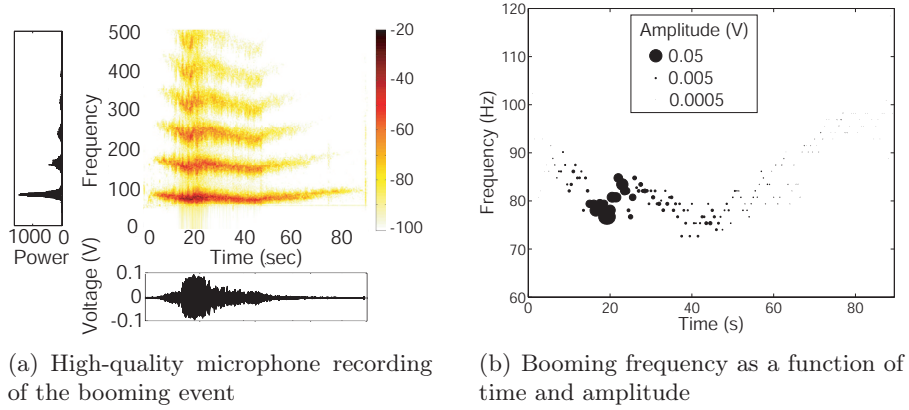 500
400
300
200
100
0
Frequency
-20
-40
-60
-80
-100
1000 0
Power
0 20 40 60 80
Time (sec)
Voltage (V)
0.1
0
-0.1
(a) High-quality microphone recording
of the booming event
120
110
100
90
80
70
60
Frequency (Hz)
Amplitude (V)
0.05
0.005
0.0005
0 20 40 60 80
Time (s)
(b) Booming frequency as a function of
time and amplitude